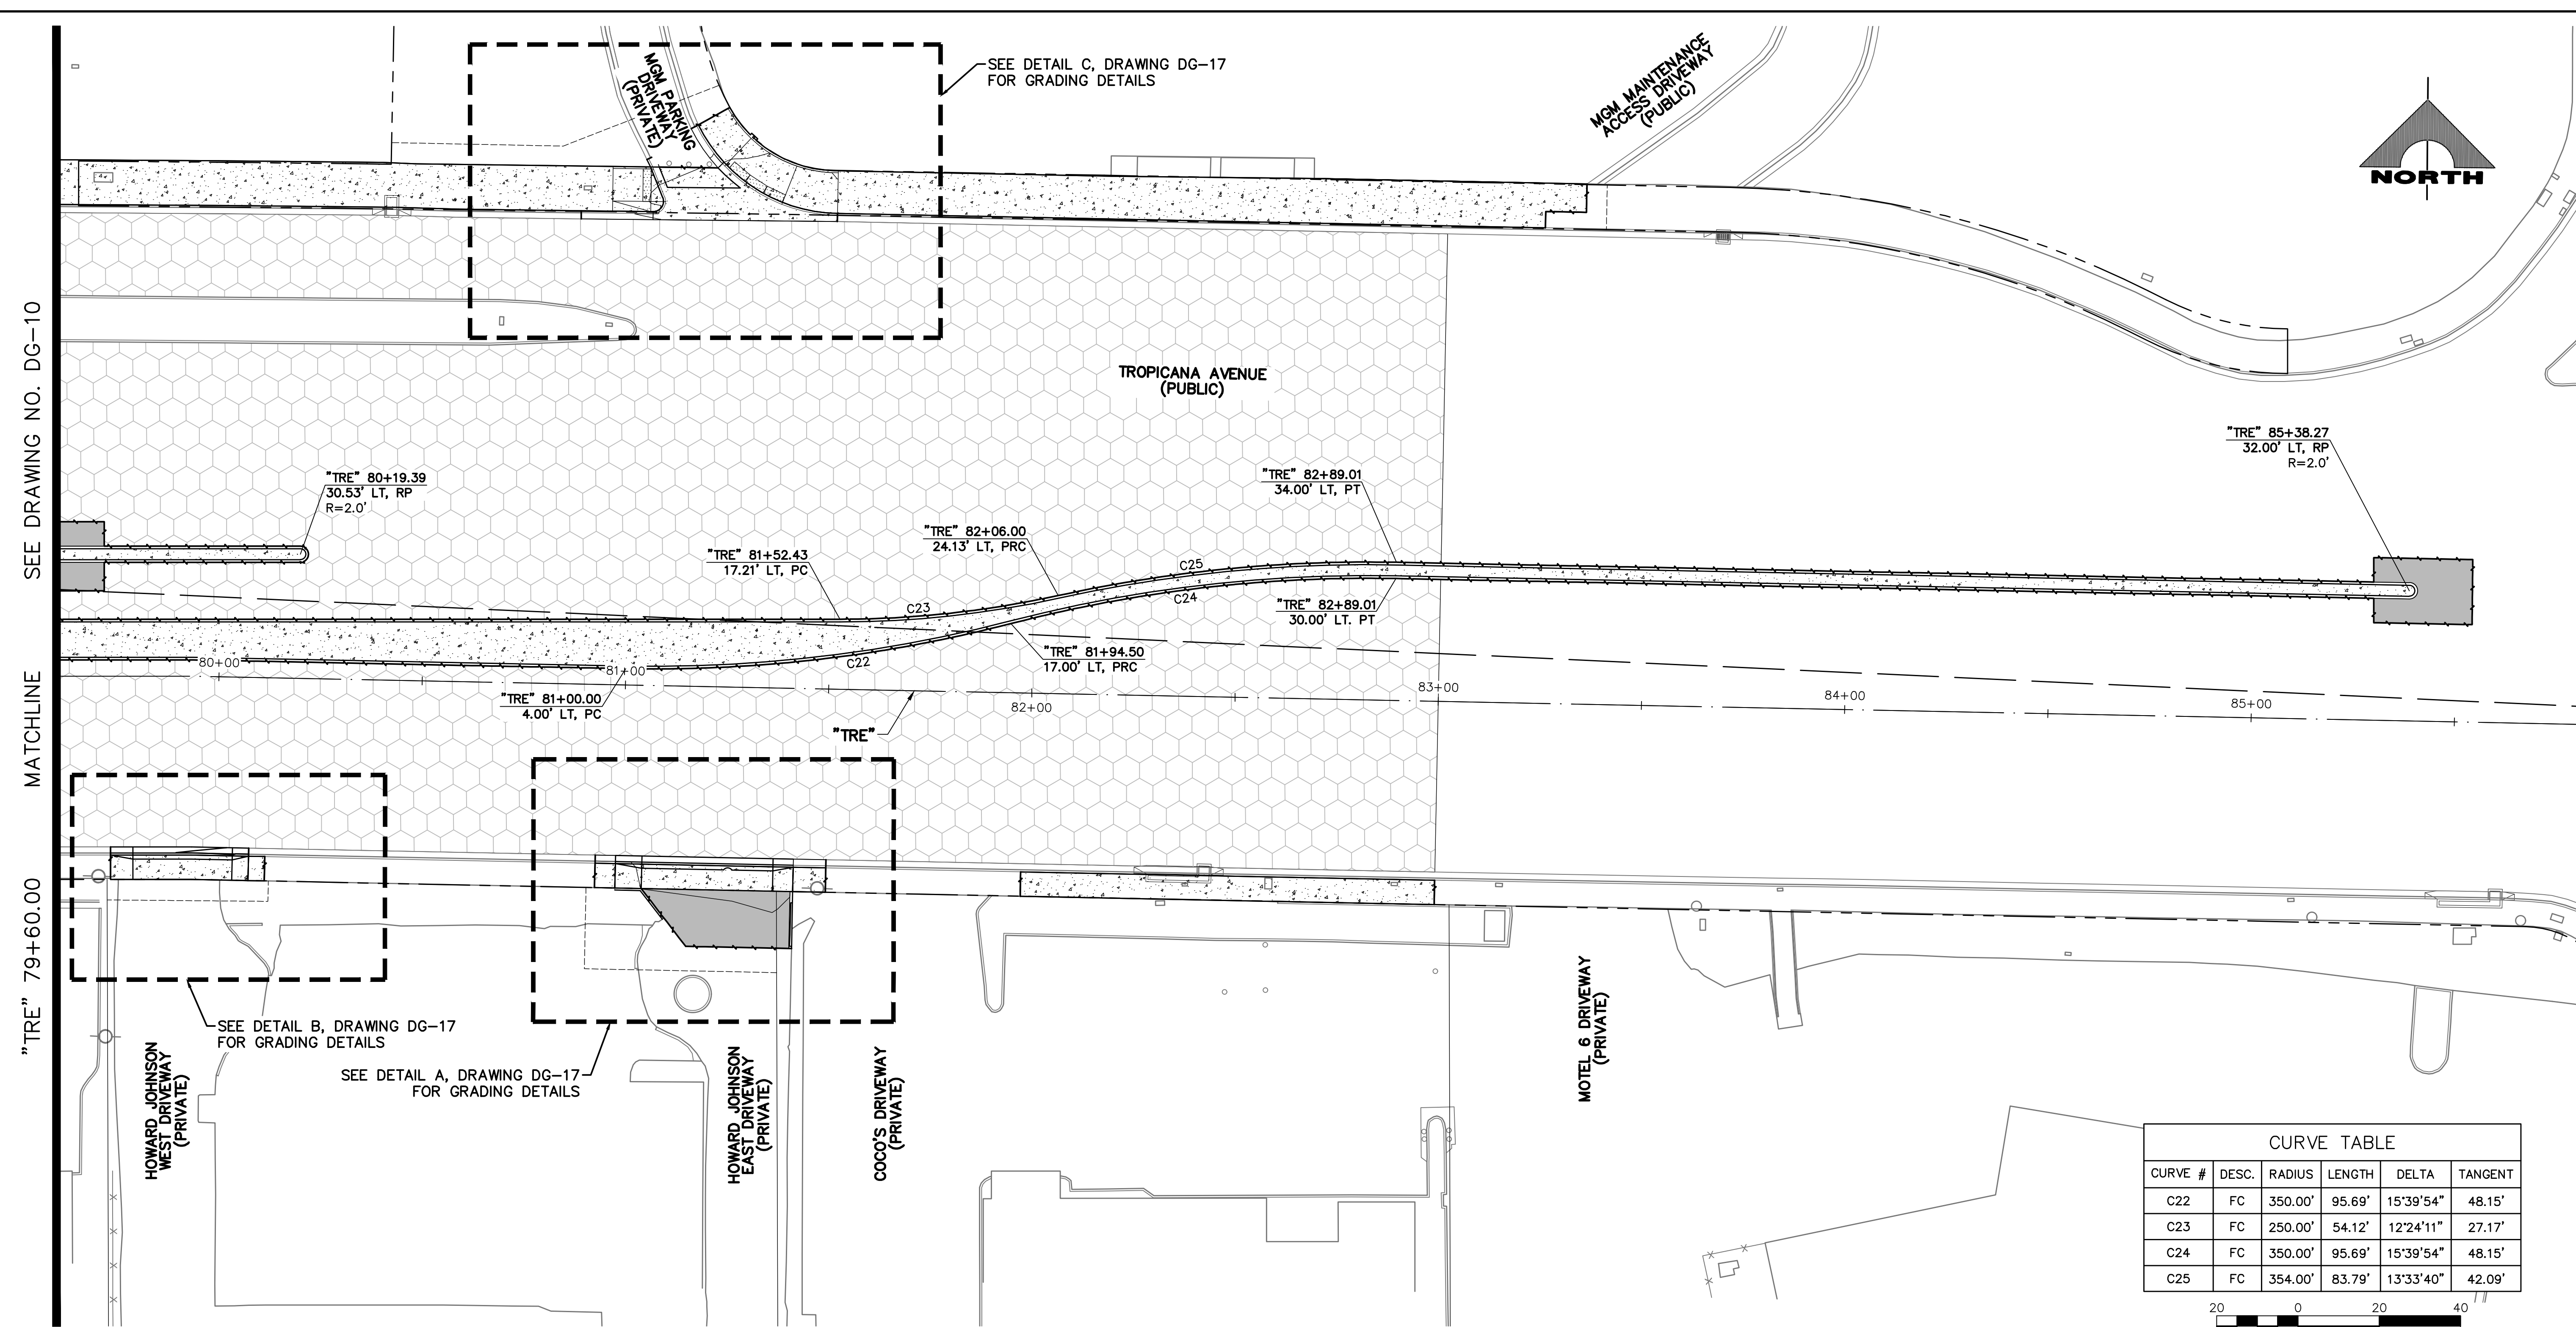 SEE DETAIL C, DRAWING DG-17
FOR GRADING DETAILS
MGM PARKING
DRIVEWAY
(PRIVATE)
MGM MAINTENANCE
ACCESS DRIVEWAY
(PUBLIC)
NORTH
TROPICANA AVENUE
(PUBLIC)
"TRE" 79+60.00 MATCHLINE SEE DRAWING NO. DG-10
"TRE" 80+19.39
30.53' LT, RP
R=2.0'
"TRE" 81+52.43
17.21' LT, PC
"TRE" 82+06.00
24.13' LT, PRC
"TRE" 82+89.01
34.00' LT, PT
"TRE" 85+38.27
32.00' LT, RP
R=2.0'
C25
C23
C24
C22
"TRE" 82+89.01
30.00' LT. PT
"TRE" 81+94.50
17.00' LT, PRC
"TRE" 81+00.00
4.00' LT, PC
80+00
81+00
82+00
83+00
84+00
85+00
"TRE"
SEE DETAIL B, DRAWING DG-17
FOR GRADING DETAILS
SEE DETAIL A, DRAWING DG-17
FOR GRADING DETAILS
HOWARD JOHNSON
WEST DRIVEWAY
(PRIVATE)
HOWARD JOHNSON
EAST DRIVEWAY
(PRIVATE)
COCO'S DRIVEWAY
(PRIVATE)
MOTEL 6 DRIVEWAY
(PRIVATE)
CURVE TABLE
CURVE # DESC. RADIUS LENGTH DELTA TANGENT
C22 FC 350.00' 95.69' 15°39'54" 48.15'
C23 FC 250.00' 54.12' 12°24'11" 27.17'
C24 FC 350.00' 95.69' 15°39'54" 48.15'
C25 FC 354.00' 83.79' 13°33'40" 42.09'
20 0 20 40